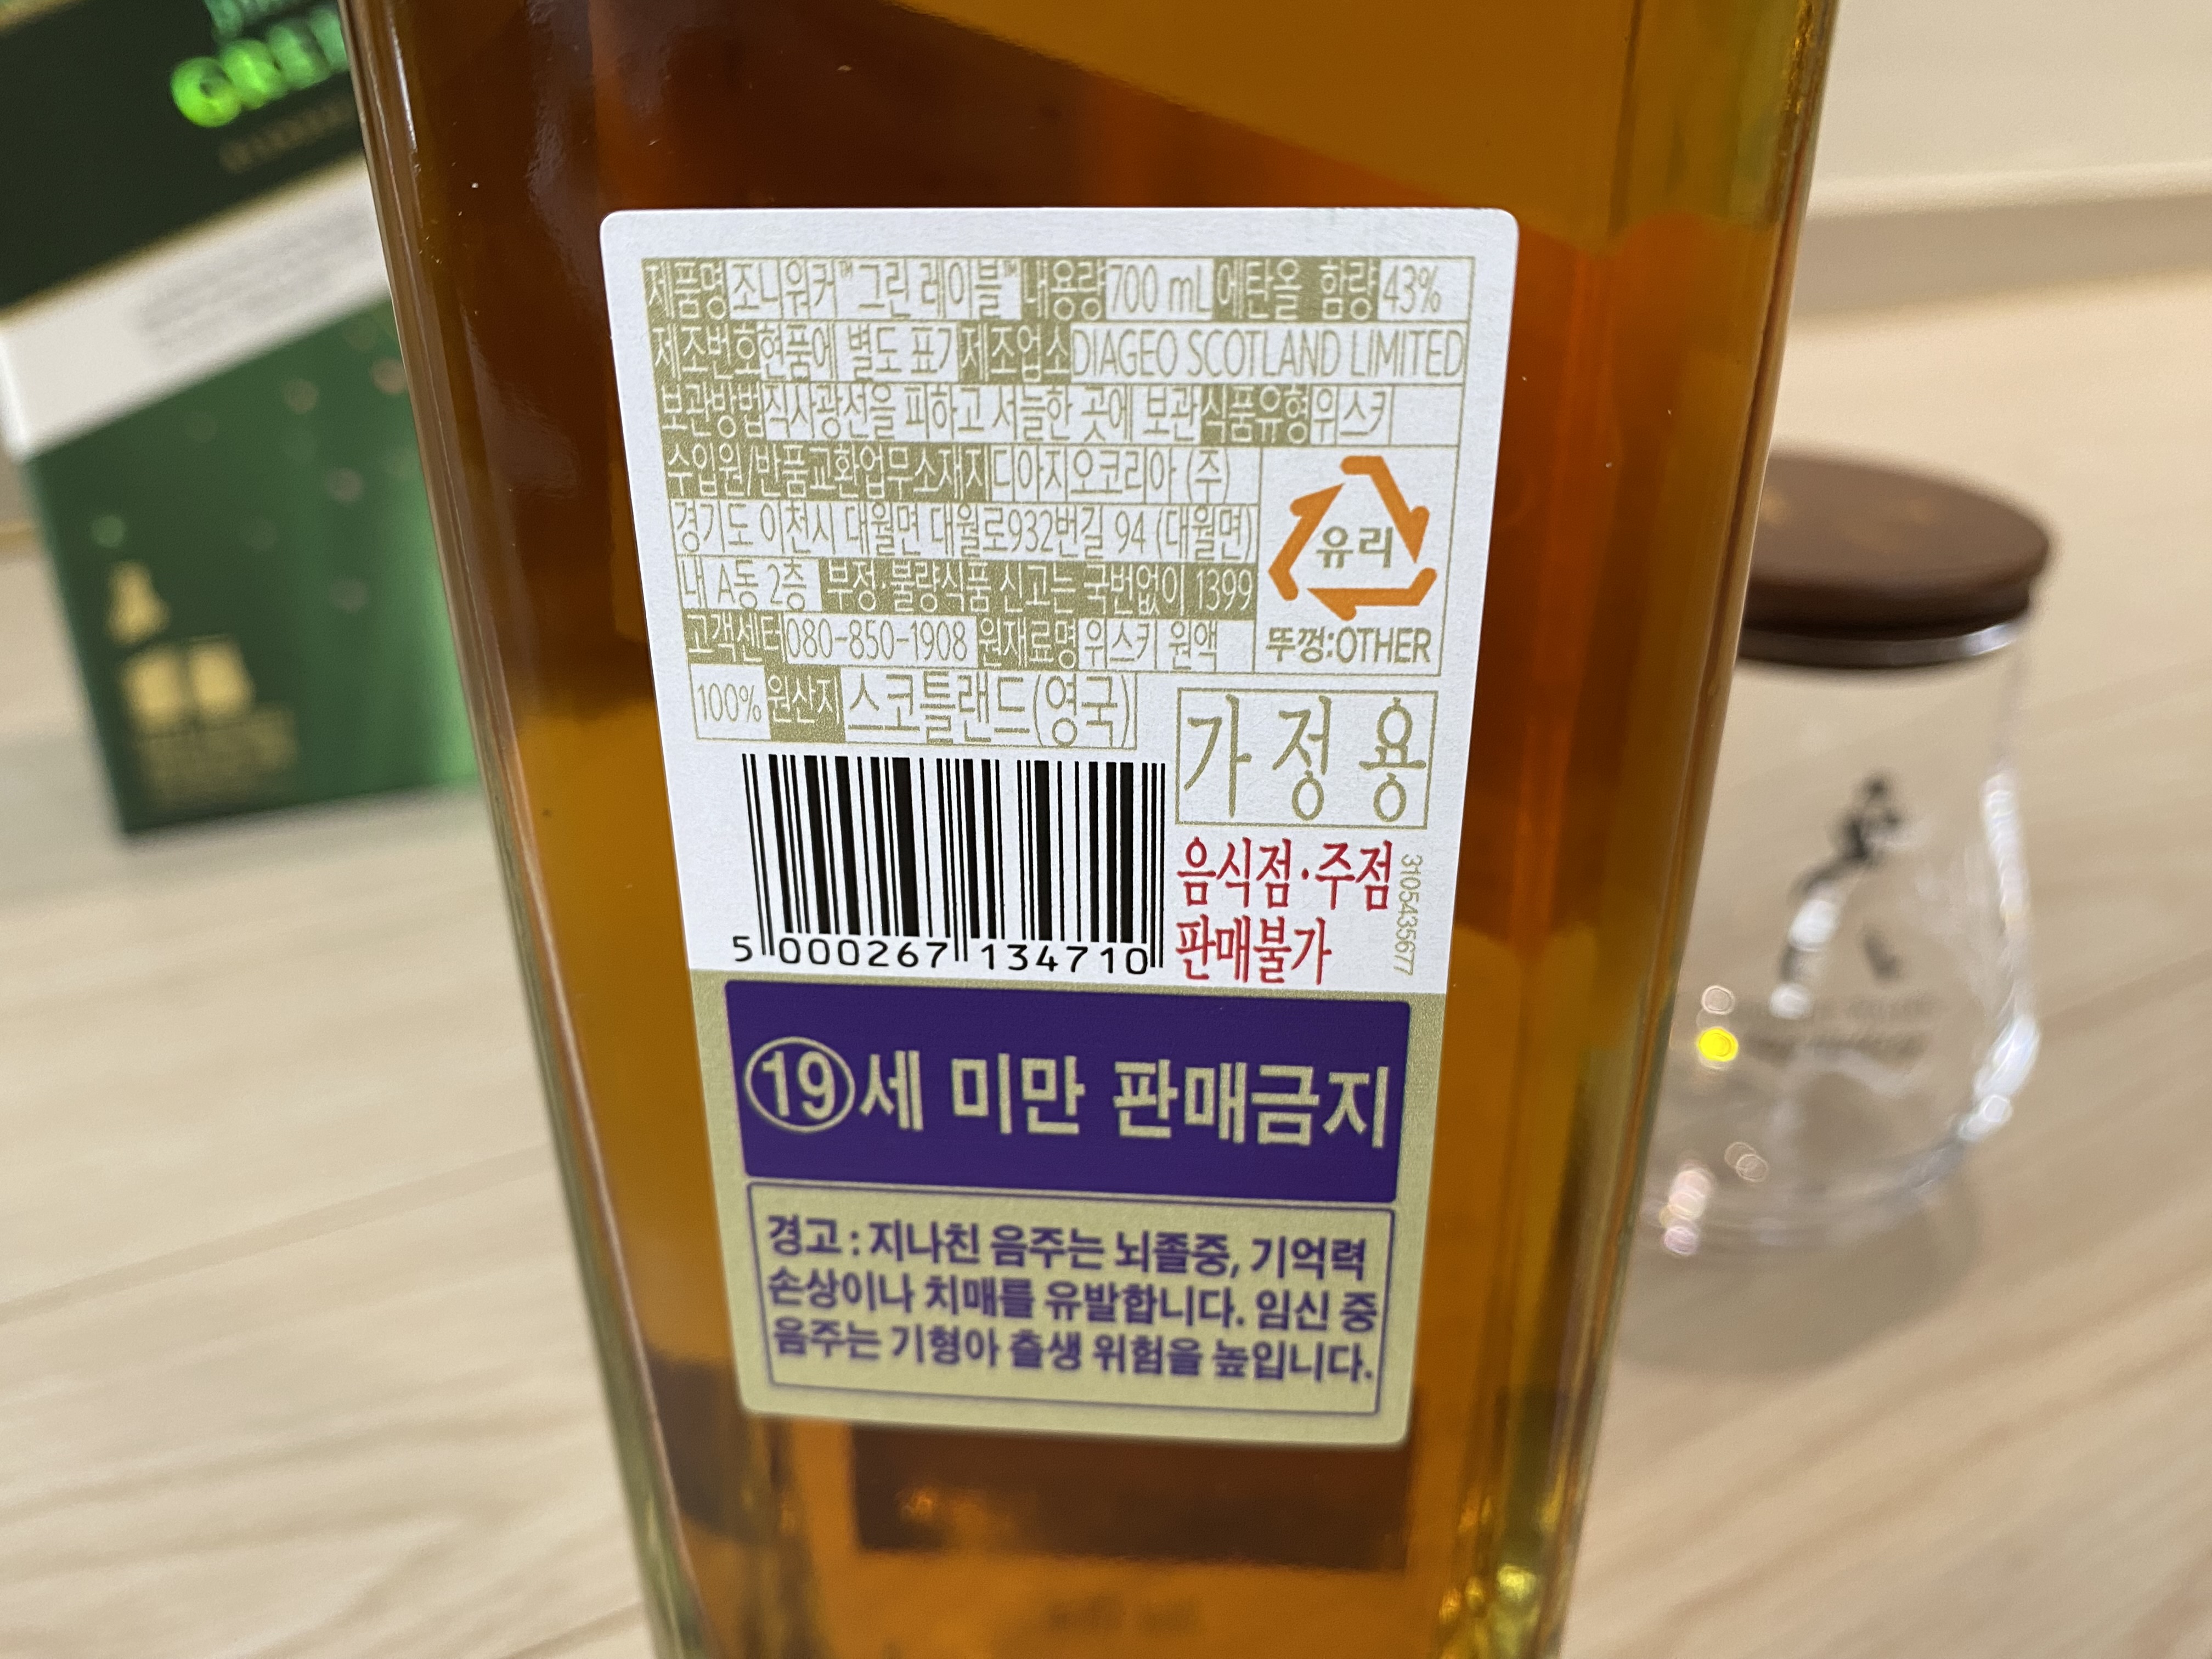 GREEN
제품명 조니워커™ 그린 레이블™ 내용량 700 mL 에탄올 함량 43%
제조번호 현품에 별도 표기 제조업소 DIAGEO SCOTLAND LIMITED
보관방법 직사광선을 피하고 서늘한 곳에 보관 식품유형 위스키
수입원/반품교환업무소재지 디아지오코리아 (주)
경기도 이천시 대월면 대월로932번길 94 (대월면)
내 A동 2층 부정·불량식품 신고는 국번없이 1399
고객센터 080-850-1908 원재료명 위스키 원액
100% 원산지 스코틀랜드(영국)
유리
뚜껑:OTHER
가정용
음식점·주점
판매불가
3105435677
5 000267 134710
19세 미만 판매금지
경고 : 지나친 음주는 뇌졸중, 기억력
손상이나 치매를 유발합니다. 임신 중
음주는 기형아 출생 위험을 높입니다.